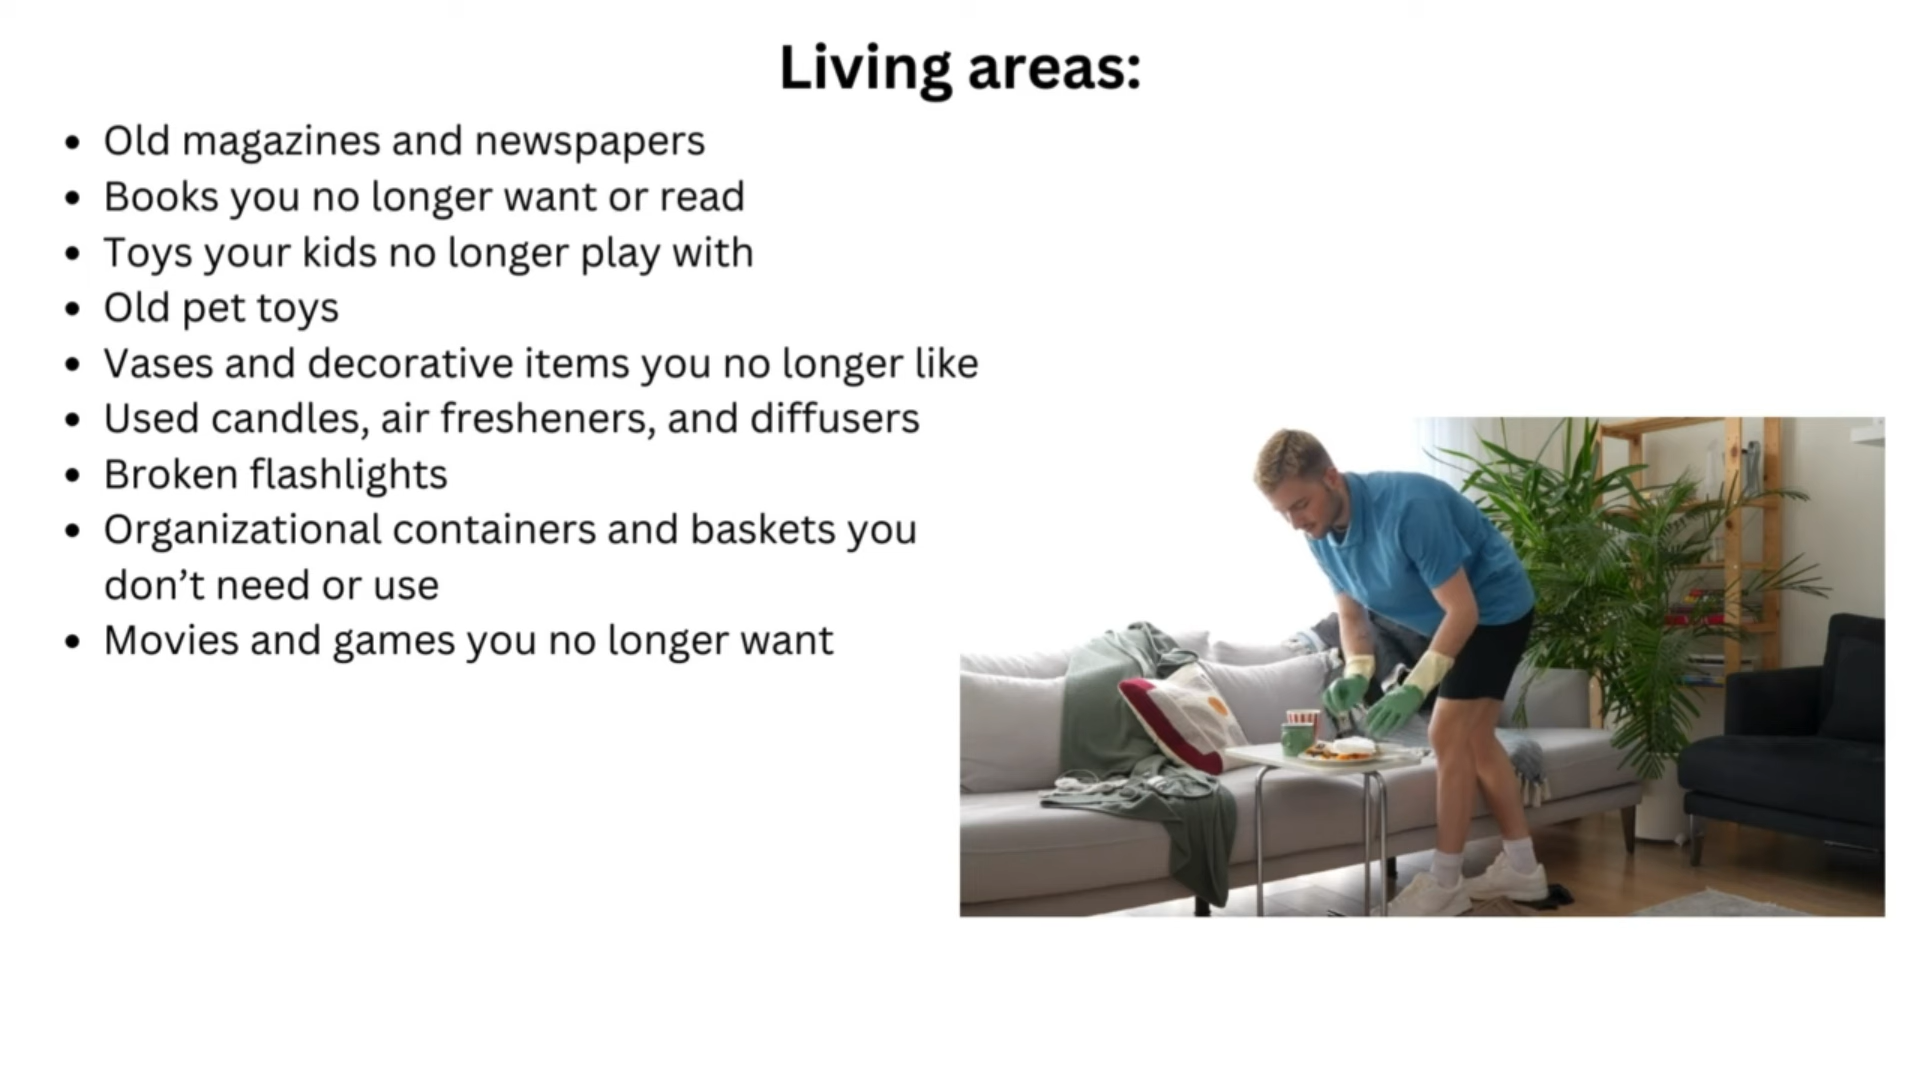 Living areas:
• Old magazines and newspapers
• Books you no longer want or read
• Toys your kids no longer play with
• Old pet toys
• Vases and decorative items you no longer like
• Used candles, air fresheners, and diffusers
• Broken flashlights
• Organizational containers and baskets you
don’t need or use
• Movies and games you no longer want